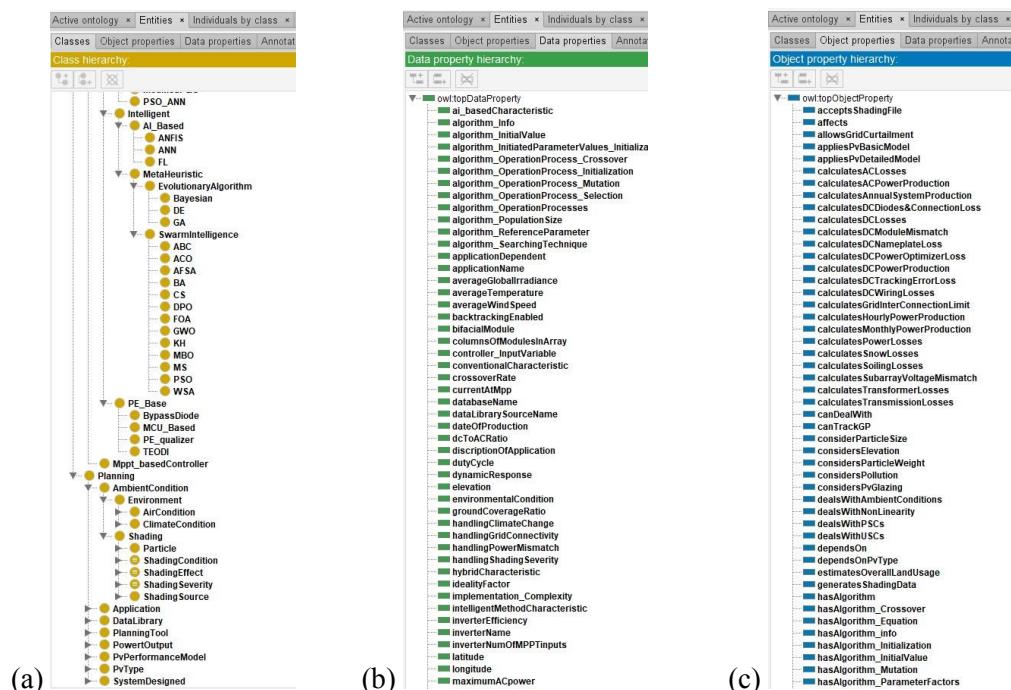 Active ontology × Entities × Individuals by class ×
Classes Object properties Data properties Annotat
Class hierarchy:
PSO_ANN
Intelligent
AI_Based
ANFIS
ANN
FL
MetaHeuristic
EvolutionaryAlgorithm
Bayesian
DE
GA
SwarmIntelligence
ABC
ACO
AFSA
BA
CS
DPO
FOA
GWO
KH
MBO
MS
PSO
WSA
PE_Base
BypassDiode
MCU_Based
PE_qualizer
TEODI
Mppt_basedController
Planning
AmbientCondition
Environment
AirCondition
ClimateCondition
Shading
Particle
ShadingCondition
ShadingEffect
ShadingSeverity
ShadingSource
Application
DataLibrary
PlanningTool
PowertOutput
PvPerformanceModel
PvType
SystemDesigned
(a)
Active ontology × Entities × Individuals by class ×
Classes Object properties Data properties Annota
Data property hierarchy:
owl:topDataProperty
ai_basedCharacteristic
algorithm_Info
algorithm_InitialValue
algorithm_InitiatedParameterValues_Initializa
algorithm_OperationProcess_Crossover
algorithm_OperationProcess_Initialization
algorithm_OperationProcess_Mutation
algorithm_OperationProcess_Selection
algorithm_OperationProcesses
algorithm_PopulationSize
algorithm_ReferenceParameter
algorithm_SearchingTechnique
applicationDependent
applicationName
averageGlobalIrradiance
averageTemperature
averageWindSpeed
backtrackingEnabled
bifacialModule
columnsOfModulesInArray
controller_InputVariable
conventionalCharacteristic
crossoverRate
currentAtMpp
databaseName
dataLibrarySourceName
dateOfProduction
dcToACRatio
discriptionOfApplication
dutyCycle
dynamicResponse
elevation
environmentalCondition
groundCoverageRatio
handlingClimateChange
handlingGridConnectivity
handlingPowerMismatch
handlingShadingSeverity
hybridCharacteristic
idealityFactor
implementation_Complexity
intelligentMethodCharacteristic
inverterEfficiency
inverterName
inverterNumOfMPPTinputs
latitude
longitude
maximumACpower
(b)
Active ontology × Entities × Individuals by class ×
Classes Object properties Data properties Annota
Object property hierarchy:
owl:topObjectProperty
acceptsShadingFile
affects
allowsGridCurtailment
appliesPvBasicModel
appliesPvDetailedModel
calculatesACLosses
calculatesACPowerProduction
calculatesAnnualSystemProduction
calculatesDCDiodes&ConnectionLoss
calculatesDCLosses
calculatesDCModuleMismatch
calculatesDCNameplateLoss
calculatesDCPowerOptimizerLoss
calculatesDCPowerProduction
calculatesDCTrackingErrorLoss
calculatesDCWiringLosses
calculatesGridInterConnectionLimit
calculatesHourlyPowerProduction
calculatesMonthlyPowerProduction
calculatesPowerLosses
calculatesSnowLosses
calculatesSoilingLosses
calculatesSubarrayVoltageMismatch
calculatesTransformerLosses
calculatesTransmissionLosses
canDealWith
canTrackGP
considerParticleSize
considersElevation
considersParticleWeight
considersPollution
considersPvGlazing
dealsWithAmbientConditions
dealsWithNonLinearity
dealsWithPSCs
dealsWithUSCs
dependsOn
dependsOnPvType
estimatesOverallLandUsage
generatesShadingData
hasAlgorithm
hasAlgorithm_Crossover
hasAlgorithm_Equation
hasAlgorithm_info
hasAlgorithm_Initialization
hasAlgorithm_InitialValue
hasAlgorithm_Mutation
hasAlgorithm_ParameterFactors
(c)